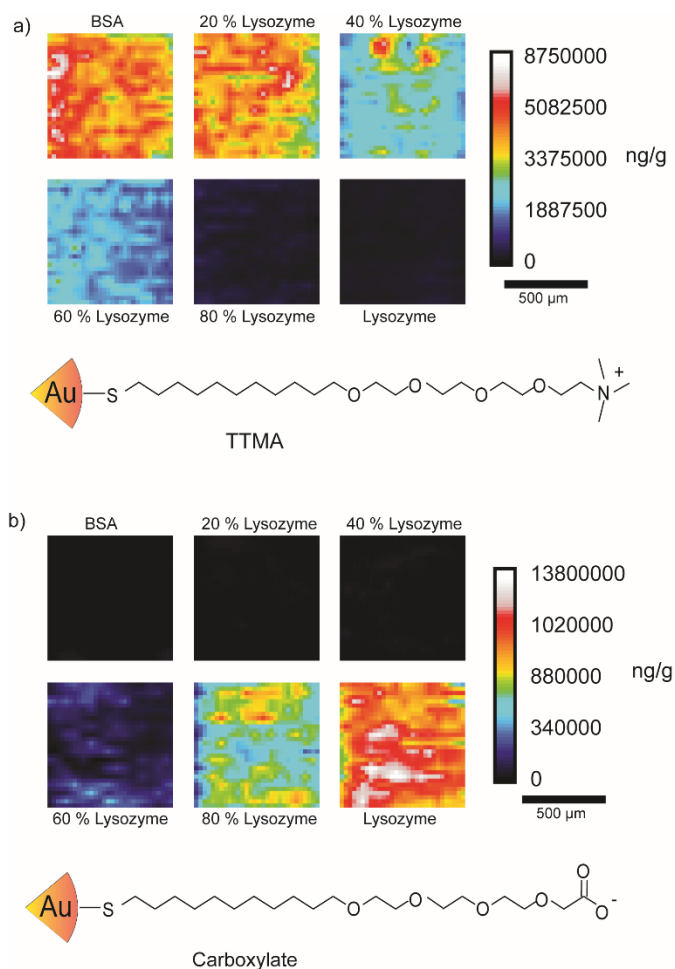 a)
BSA
20 % Lysozyme
40 % Lysozyme
8750000
5082500
3375000
1887500
0
ng/g
500 µm
60 % Lysozyme
80 % Lysozyme
Lysozyme
Au
S
O
O
O
O
N
+
TTMA
b)
BSA
20 % Lysozyme
40 % Lysozyme
13800000
1020000
880000
340000
0
ng/g
500 µm
60 % Lysozyme
80 % Lysozyme
Lysozyme
Au
S
O
O
O
O
O
O
-
Carboxylate